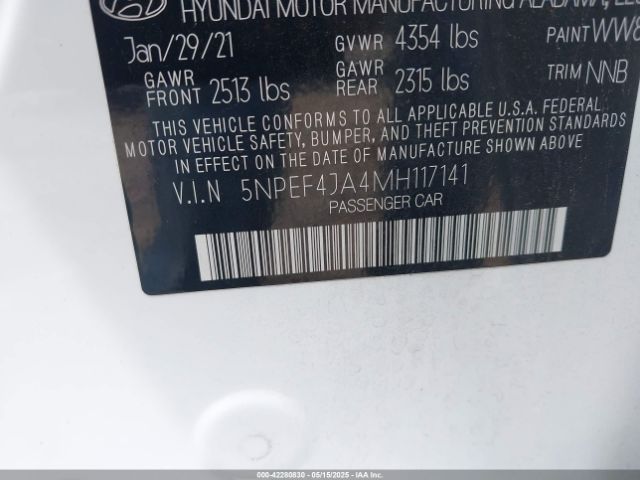 HYUNDAI MOTOR MANUFACTURING ALABAMA, LLC
Jan/29/21 GVWR 4354 lbs PAINT WW8
GAWR FRONT 2513 lbs GAWR REAR 2315 lbs TRIM NNB
THIS VEHICLE CONFORMS TO ALL APPLICABLE U.S.A. FEDERAL
MOTOR VEHICLE SAFETY, BUMPER, AND THEFT PREVENTION STANDARDS
IN EFFECT ON THE DATE OF MANUFACTURE SHOWN ABOVE.
V.I.N 5NPEF4JA4MH117141
PASSENGER CAR
000-42280830 - 05/15/2025 - IAA Inc.